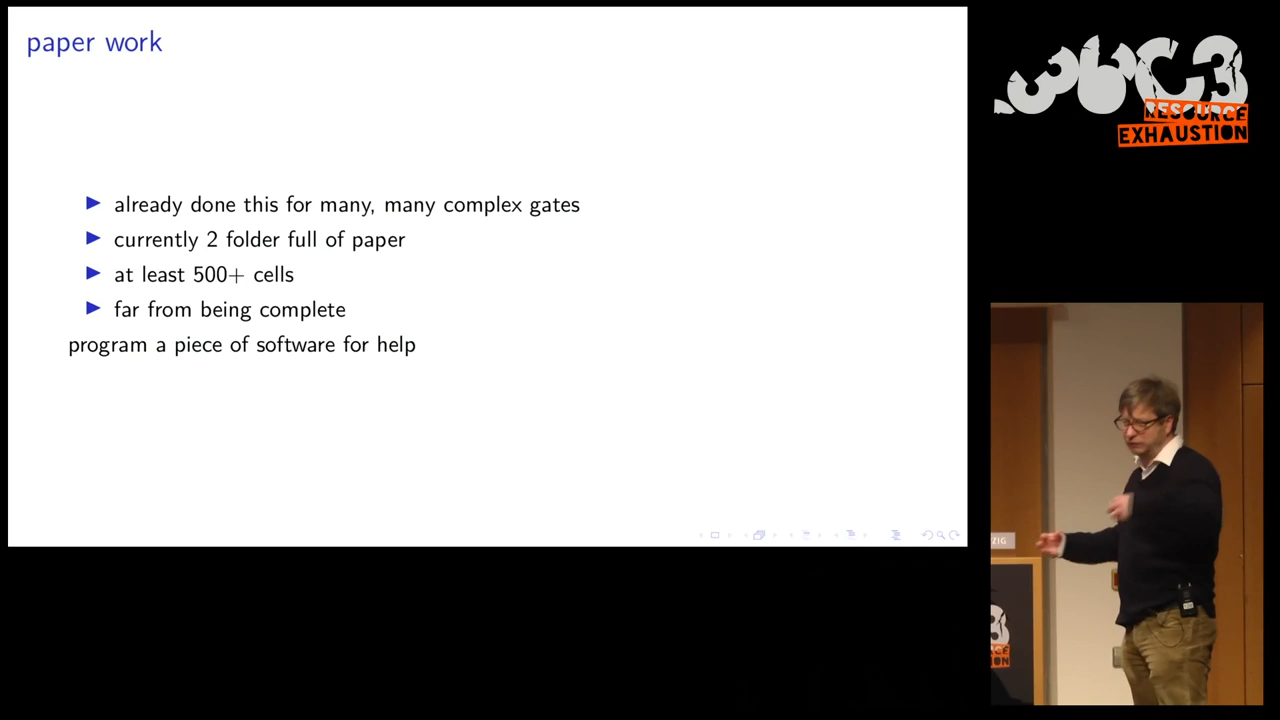 paper work
already done this for many, many complex gates
currently 2 folder full of paper
at least 500+ cells
far from being complete
program a piece of software for help
36C3
RESOURCE
EXHAUSTION
ZIG